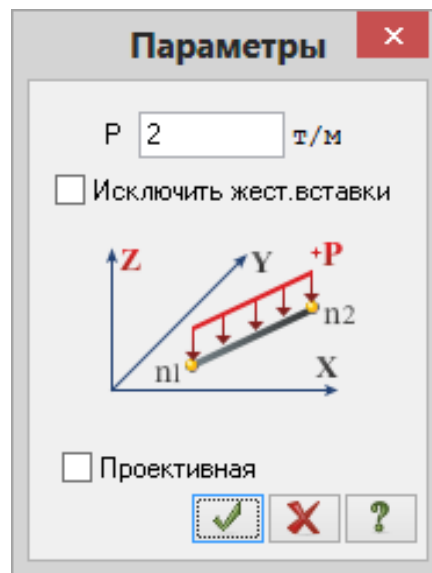 Параметры
P 2 т/м
Исключить жест.вставки
Z Y +P
n2
n1 X
Проективная